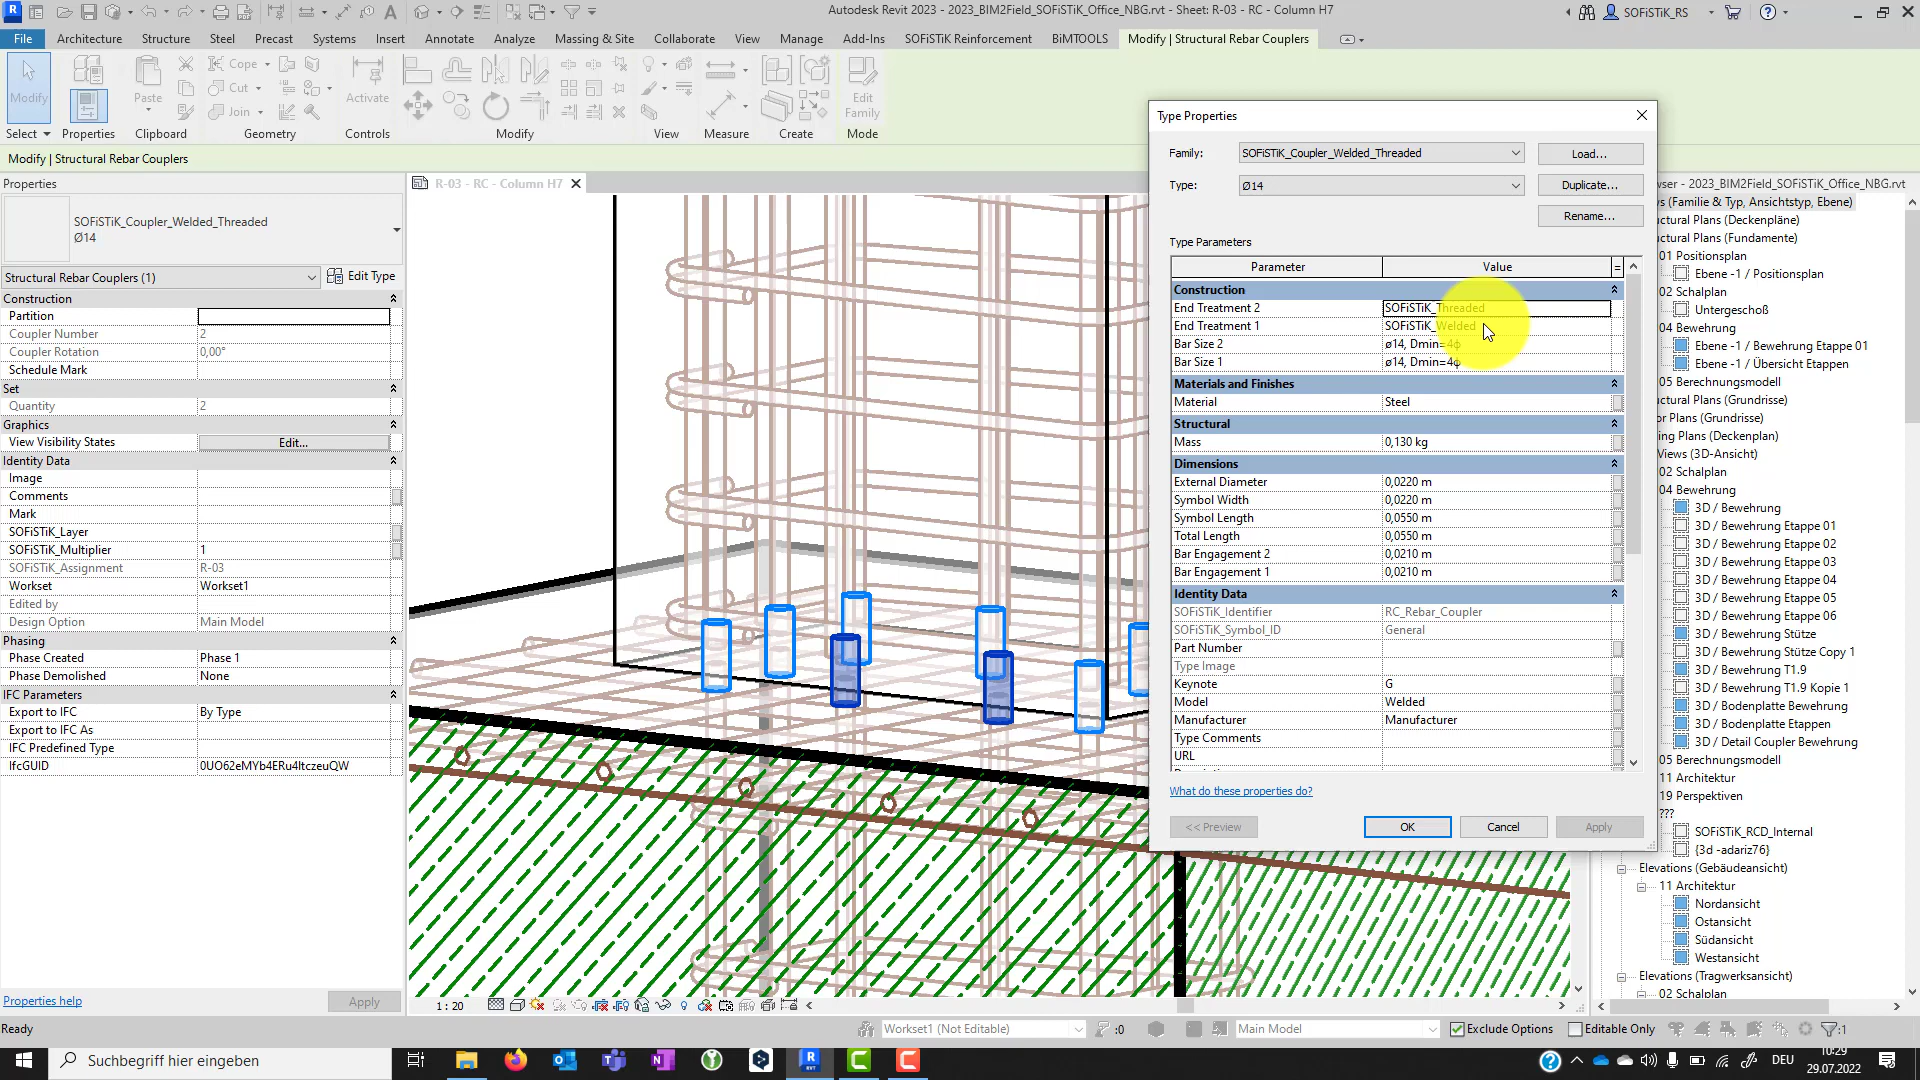 Autodesk Revit 2023 - 2023_BIM2Field_SOFiSTiK_Office_NBG.rvt - Sheet: R-03 - RC - Column H7
SOFiSTiK_RS
File Architecture Structure Steel Precast Systems Insert Annotate Analyze Massing & Site Collaborate View Manage Add-Ins SOFiSTiK Reinforcement BiMTOOLS Modify | Structural Rebar Couplers
Modify Paste Cope Cut Join Activate Edit Family
Select Properties Clipboard Geometry Controls Modify View Measure Create Mode
Modify | Structural Rebar Couplers
Properties
SOFiSTiK_Coupler_Welded_Threaded
Ø14
Structural Rebar Couplers (1) Edit Type
Construction
Partition
Coupler Number 2
Coupler Rotation 0,00°
Schedule Mark
Set
Quantity 2
Graphics
View Visibility States Edit...
Identity Data
Image
Comments
Mark
SOFiSTiK_Layer
SOFiSTiK_Multiplier 1
SOFiSTiK_Assignment R-03
Workset Workset1
Edited by
Design Option Main Model
Phasing
Phase Created Phase 1
Phase Demolished None
IFC Parameters
Export to IFC By Type
Export to IFC As
IFC Predefined Type
IfcGUID 0UO62eMYb4ERu4ltczeuQW
Properties help Apply
R-03 - RC - Column H7
1 : 20
Type Properties
Family: SOFiSTiK_Coupler_Welded_Threaded Load...
Type: Ø14 Duplicate...
Rename...
Type Parameters
Parameter Value =
Construction
End Treatment 2 SOFiSTiK_Threaded
End Treatment 1 SOFiSTiK_Welded
Bar Size 2 ø14, Dmin=4ϕ
Bar Size 1 ø14, Dmin=4ϕ
Materials and Finishes
Material Steel
Structural
Mass 0,130 kg
Dimensions
External Diameter 0,0220 m
Symbol Width 0,0220 m
Symbol Length 0,0550 m
Total Length 0,0550 m
Bar Engagement 2 0,0210 m
Bar Engagement 1 0,0210 m
Identity Data
SOFiSTiK_Identifier RC_Rebar_Coupler
SOFiSTiK_Symbol_ID General
Part Number
Type Image
Keynote G
Model Welded
Manufacturer Manufacturer
Type Comments
URL
What do these properties do?
<< Preview OK Cancel Apply
wser - 2023_BIM2Field_SOFiSTiK_Office_NBG.rvt
s (Familie & Typ, Ansichtstyp, Ebene)
uctural Plans (Deckenpläne)
uctural Plans (Fundamente)
01 Positionsplan
Ebene -1 / Positionsplan
02 Schalplan
Untergeschoß
04 Bewehrung
Ebene -1 / Bewehrung Etappe 01
Ebene -1 / Übersicht Etappen
05 Berechnungsmodell
uctural Plans (Grundrisse)
or Plans (Grundrisse)
ing Plans (Deckenplan)
Views (3D-Ansicht)
02 Schalplan
04 Bewehrung
3D / Bewehrung
3D / Bewehrung Etappe 01
3D / Bewehrung Etappe 02
3D / Bewehrung Etappe 03
3D / Bewehrung Etappe 04
3D / Bewehrung Etappe 05
3D / Bewehrung Etappe 06
3D / Bewehrung Stütze
3D / Bewehrung Stütze Copy 1
3D / Bewehrung T1.9
3D / Bewehrung T1.9 Kopie 1
3D / Bodenplatte Bewehrung
3D / Bodenplatte Etappen
3D / Detail Coupler Bewehrung
05 Berechnungsmodell
11 Architektur
19 Perspektiven
???
SOFiSTiK_RCD_Internal
{3d -adariz76}
Elevations (Gebäudeansicht)
11 Architektur
Nordansicht
Ostansicht
Südansicht
Westansicht
Elevations (Tragwerksansicht)
02 Schalplan
Ready Workset1 (Not Editable) :0 Main Model Exclude Options Editable Only :1
Suchbegriff hier eingeben
DEU
10:29
29.07.2022